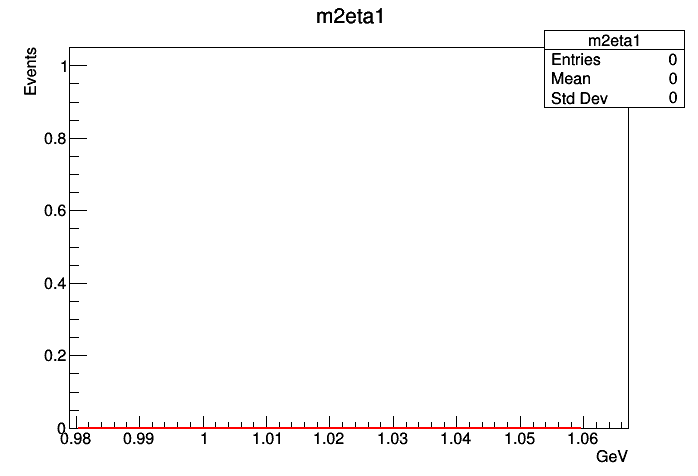 m2eta1
m2eta1
Entries 0
Mean 0
Std Dev 0
Events
1
0.8
0.6
0.4
0.2
0
0.98 0.99 1 1.01 1.02 1.03 1.04 1.05 1.06
GeV